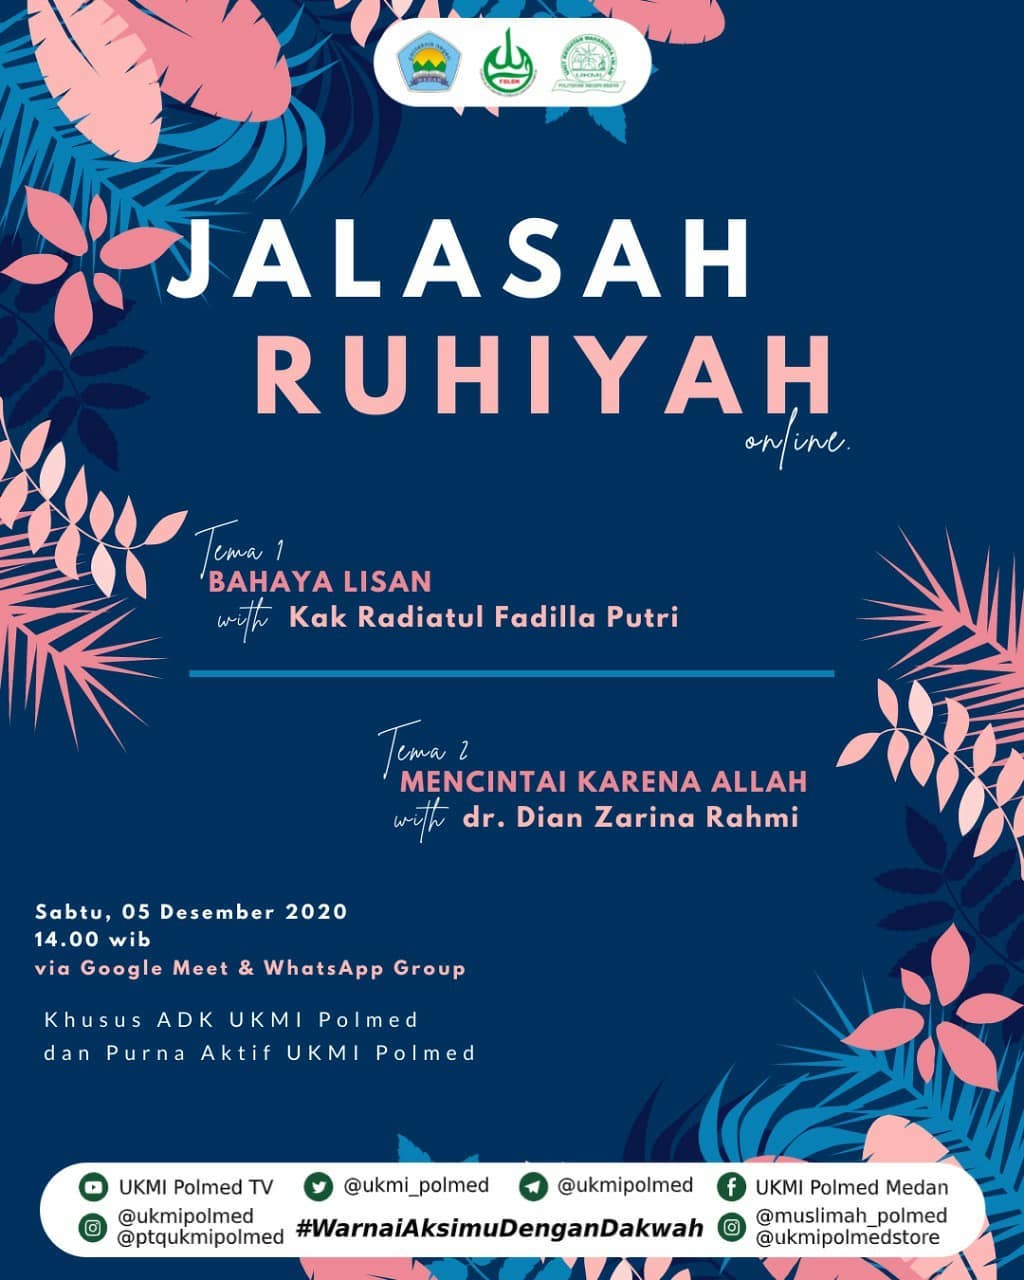 JALASAH
RUHIYAH
online.
Tema 1
BAHAYA LISAN
with Kak Radiatul Fadilla Putri
Tema 2
MENCINTAI KARENA ALLAH
with dr. Dian Zarina Rahmi
Sabtu, 05 Desember 2020
14.00 wib
via Google Meet & WhatsApp Group
Khusus ADK UKMI Polmed
dan Purna Aktif UKMI Polmed
UKMI Polmed TV
@ukmi_polmed
@ukmipolmed
UKMI Polmed Medan
@ukmipolmed
@ptqukmipolmed
#WarnaiAksimuDenganDakwah
@muslimah_polmed
@ukmipolmedstore